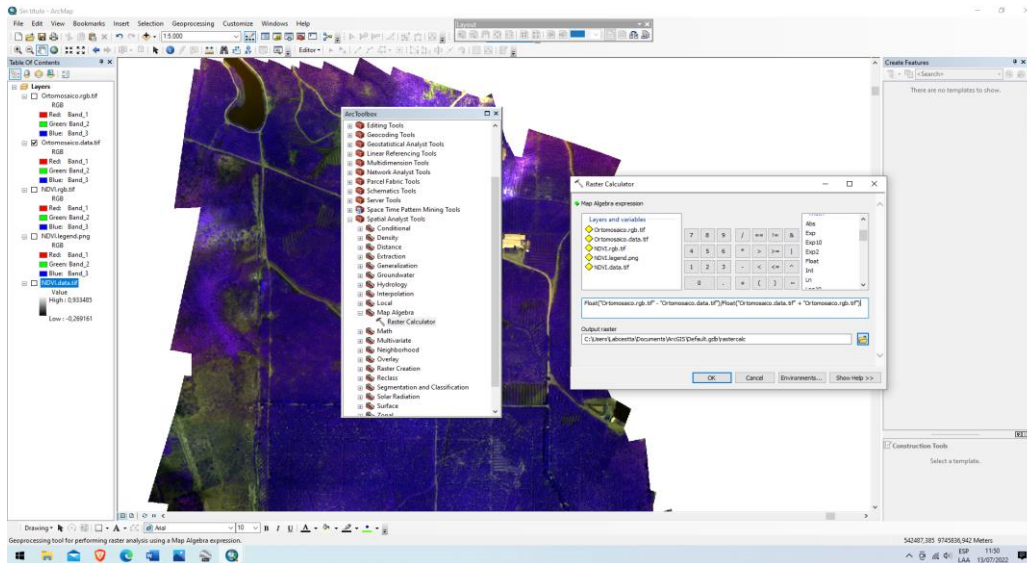 Sin título - ArcMap
File Edit View Bookmarks Insert Selection Geoprocessing Customize Windows Help
Layout
1:5.000
Editor
Table Of Contents
Layers
Ortomosaico.rgb.tif
RGB
Red: Band_1
Green: Band_2
Blue: Band_3
Ortomosaico.data.tif
RGB
Red: Band_1
Green: Band_2
Blue: Band_3
NDVI.rgb.tif
RGB
Red: Band_1
Green: Band_2
Blue: Band_3
NDVI.legend.png
RGB
Red: Band_1
Green: Band_2
Blue: Band_3
NDVI.data.tif
Value
High : 0,933485
Low : -0,269161
ArcToolbox
Editing Tools
Geocoding Tools
Geostatistical Analyst Tools
Linear Referencing Tools
Multidimension Tools
Network Analyst Tools
Parcel Fabric Tools
Schematics Tools
Server Tools
Space Time Pattern Mining Tools
Spatial Analyst Tools
Conditional
Density
Distance
Extraction
Generalization
Groundwater
Hydrology
Interpolation
Local
Map Algebra
Raster Calculator
Math
Multivariate
Neighborhood
Overlay
Raster Creation
Reclass
Segmentation and Classification
Solar Radiation
Surface
Zonal
Raster Calculator
Map Algebra expression
Layers and variables
Ortomosaico.rgb.tif
Ortomosaico.data.tif
NDVI.rgb.tif
NDVI.legend.png
NDVI.data.tif
7 8 9 / == != &
4 5 6 * > >= |
1 2 3 - < <= ^
0 . + ( ) ~
Abs
Exp
Exp10
Exp2
Float
Int
Ln
Float("Ortomosaico.rgb.tif" - "Ortomosaico.data.tif")/Float("Ortomosaico.data.tif" + "Ortomosaico.rgb.tif")
Output raster
C:\Users\Labcestta\Documents\ArcGIS\Default.gdb\rastercalc
OK Cancel Environments... Show Help >>
Create Features
<Search>
There are no templates to show.
Construction Tools
Select a template.
Drawing
Arial 10 B I U A
Geoprocessing tool for performing raster analysis using a Map Algebra expression.
542487,385 9745836,942 Meters
ESP 11:50
LAA 13/07/2022